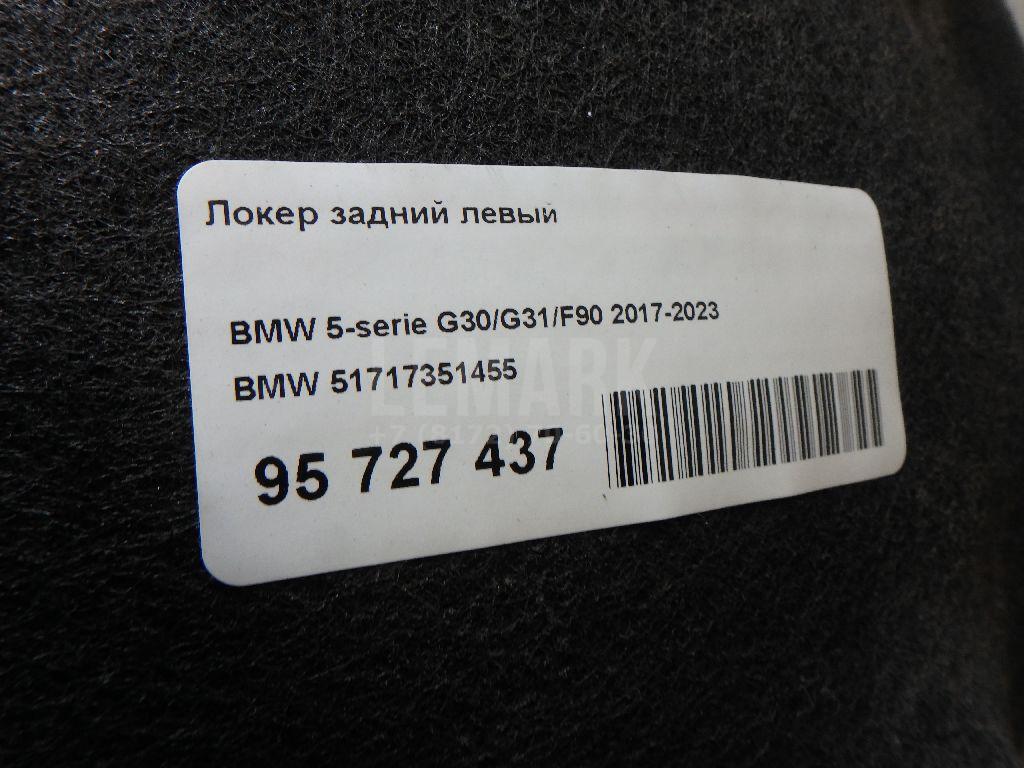 Локер задний левый
BMW 5-serie G30/G31/F90 2017-2023
BMW 51717351455
LEMARK
95 727 437